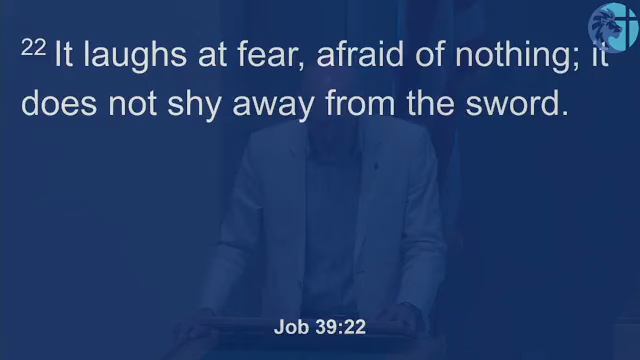 22 It laughs at fear, afraid of nothing; it
does not shy away from the sword.
Job 39:22